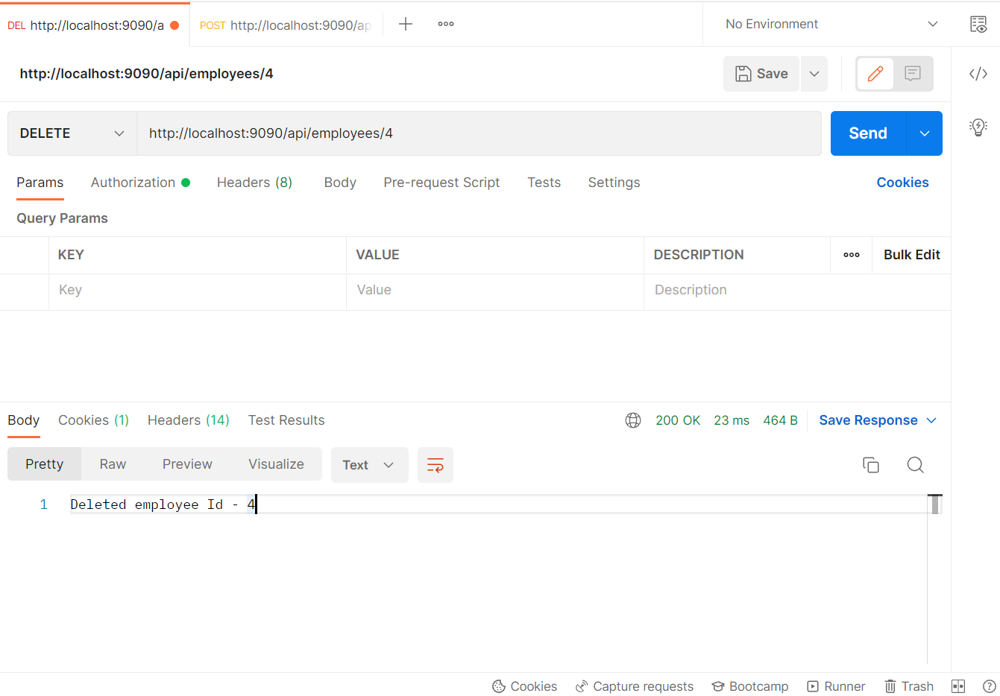 DEL http://localhost:9090/a POST http://localhost:9090/ap No Environment
http://localhost:9090/api/employees/4 Save
DELETE http://localhost:9090/api/employees/4 Send
Params Authorization Headers (8) Body Pre-request Script Tests Settings Cookies
Query Params
KEY VALUE DESCRIPTION Bulk Edit
Key Value Description
Body Cookies (1) Headers (14) Test Results 200 OK 23 ms 464 B Save Response
Pretty Raw Preview Visualize Text
1 Deleted employee Id - 4
Cookies Capture requests Bootcamp Runner Trash